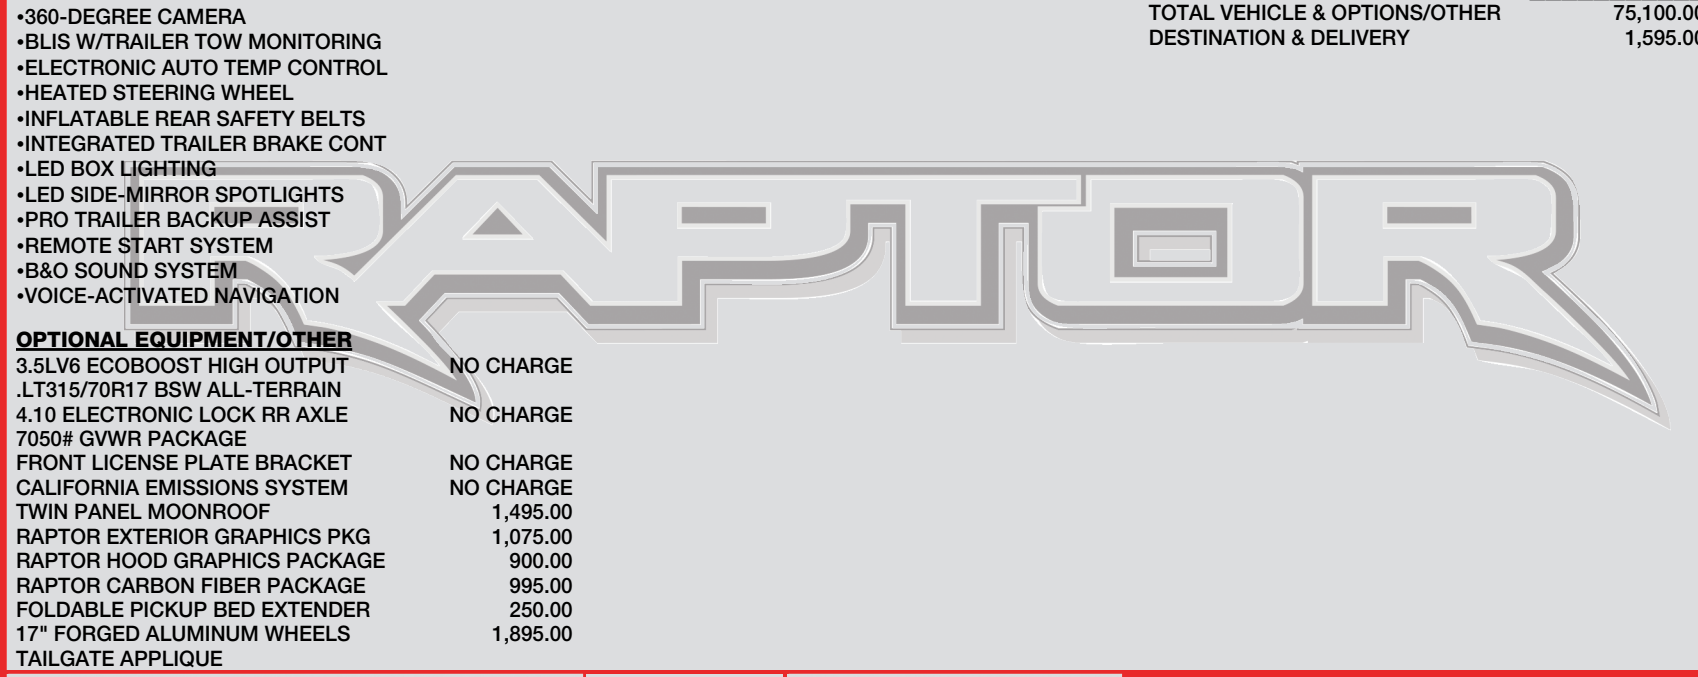 •360-DEGREE CAMERA
•BLIS W/TRAILER TOW MONITORING
•ELECTRONIC AUTO TEMP CONTROL
•HEATED STEERING WHEEL
•INFLATABLE REAR SAFETY BELTS
•INTEGRATED TRAILER BRAKE CONT
•LED BOX LIGHTING
•LED SIDE-MIRROR SPOTLIGHTS
•PRO TRAILER BACKUP ASSIST
•REMOTE START SYSTEM
•B&O SOUND SYSTEM
•VOICE-ACTIVATED NAVIGATION
OPTIONAL EQUIPMENT/OTHER
3.5LV6 ECOBOOST HIGH OUTPUT NO CHARGE
.LT315/70R17 BSW ALL-TERRAIN
4.10 ELECTRONIC LOCK RR AXLE NO CHARGE
7050# GVWR PACKAGE
FRONT LICENSE PLATE BRACKET NO CHARGE
CALIFORNIA EMISSIONS SYSTEM NO CHARGE
TWIN PANEL MOONROOF 1,495.00
RAPTOR EXTERIOR GRAPHICS PKG 1,075.00
RAPTOR HOOD GRAPHICS PACKAGE 900.00
RAPTOR CARBON FIBER PACKAGE 995.00
FOLDABLE PICKUP BED EXTENDER 250.00
17" FORGED ALUMINUM WHEELS 1,895.00
TAILGATE APPLIQUE
TOTAL VEHICLE & OPTIONS/OTHER 75,100.00
DESTINATION & DELIVERY 1,595.00
RAPTOR